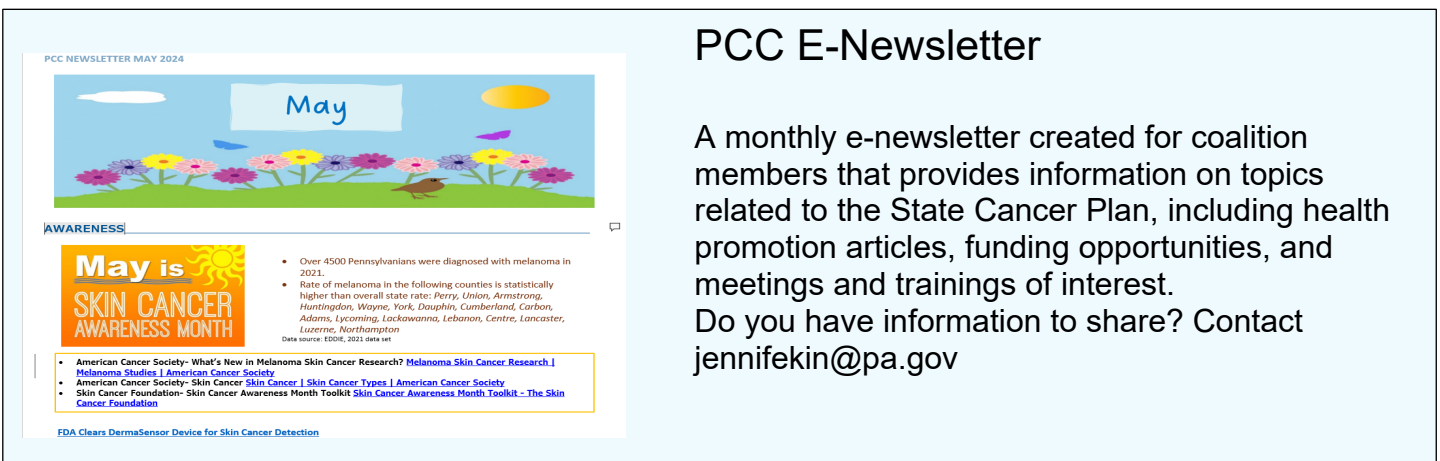 PCC NEWSLETTER MAY 2024
May
AWARENESS
May is
SKIN CANCER
AWARENESS MONTH
• Over 4500 Pennsylvanians were diagnosed with melanoma in
2021.
• Rate of melanoma in the following counties is statistically
higher than overall state rate: Perry, Union, Armstrong,
Huntingdon, Wayne, York, Dauphin, Cumberland, Carbon,
Adams, Lycoming, Lackawanna, Lebanon, Centre, Lancaster,
Luzerne, Northampton
Data source: EDDIE, 2021 data set
• American Cancer Society- What's New in Melanoma Skin Cancer Research? Melanoma Skin Cancer Research |
Melanoma Studies | American Cancer Society
• American Cancer Society- Skin Cancer Skin Cancer | Skin Cancer Types | American Cancer Society
• Skin Cancer Foundation- Skin Cancer Awareness Month Toolkit Skin Cancer Awareness Month Toolkit - The Skin
Cancer Foundation
FDA Clears DermaSensor Device for Skin Cancer Detection
PCC E-Newsletter
A monthly e-newsletter created for coalition
members that provides information on topics
related to the State Cancer Plan, including health
promotion articles, funding opportunities, and
meetings and trainings of interest.
Do you have information to share? Contact
jennifekin@pa.gov